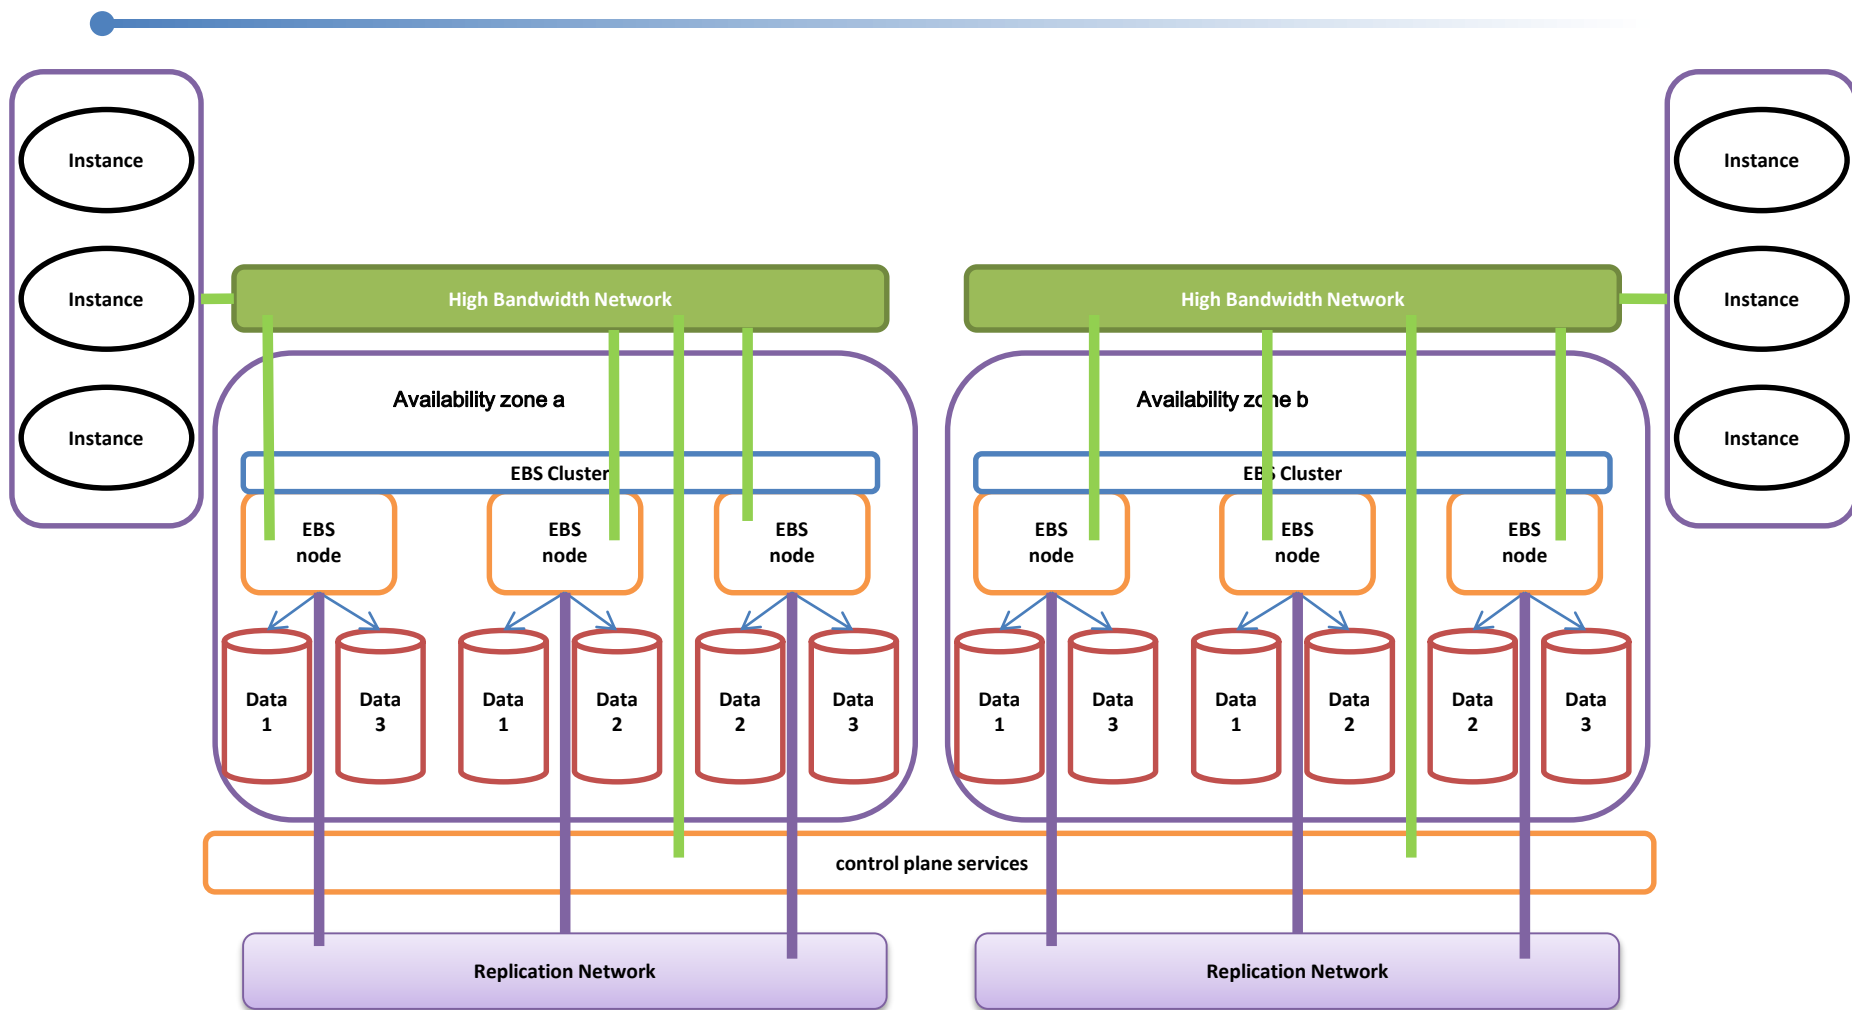 Instance
Instance
Instance
Instance
Instance
Instance
High Bandwidth Network
High Bandwidth Network
Availability zone a
Availability zone b
EBS Cluster
EBS Cluster
EBS
node
EBS
node
EBS
node
EBS
node
EBS
node
EBS
node
Data
1
Data
3
Data
1
Data
2
Data
2
Data
3
Data
1
Data
3
Data
1
Data
2
Data
2
Data
3
control plane services
Replication Network
Replication Network